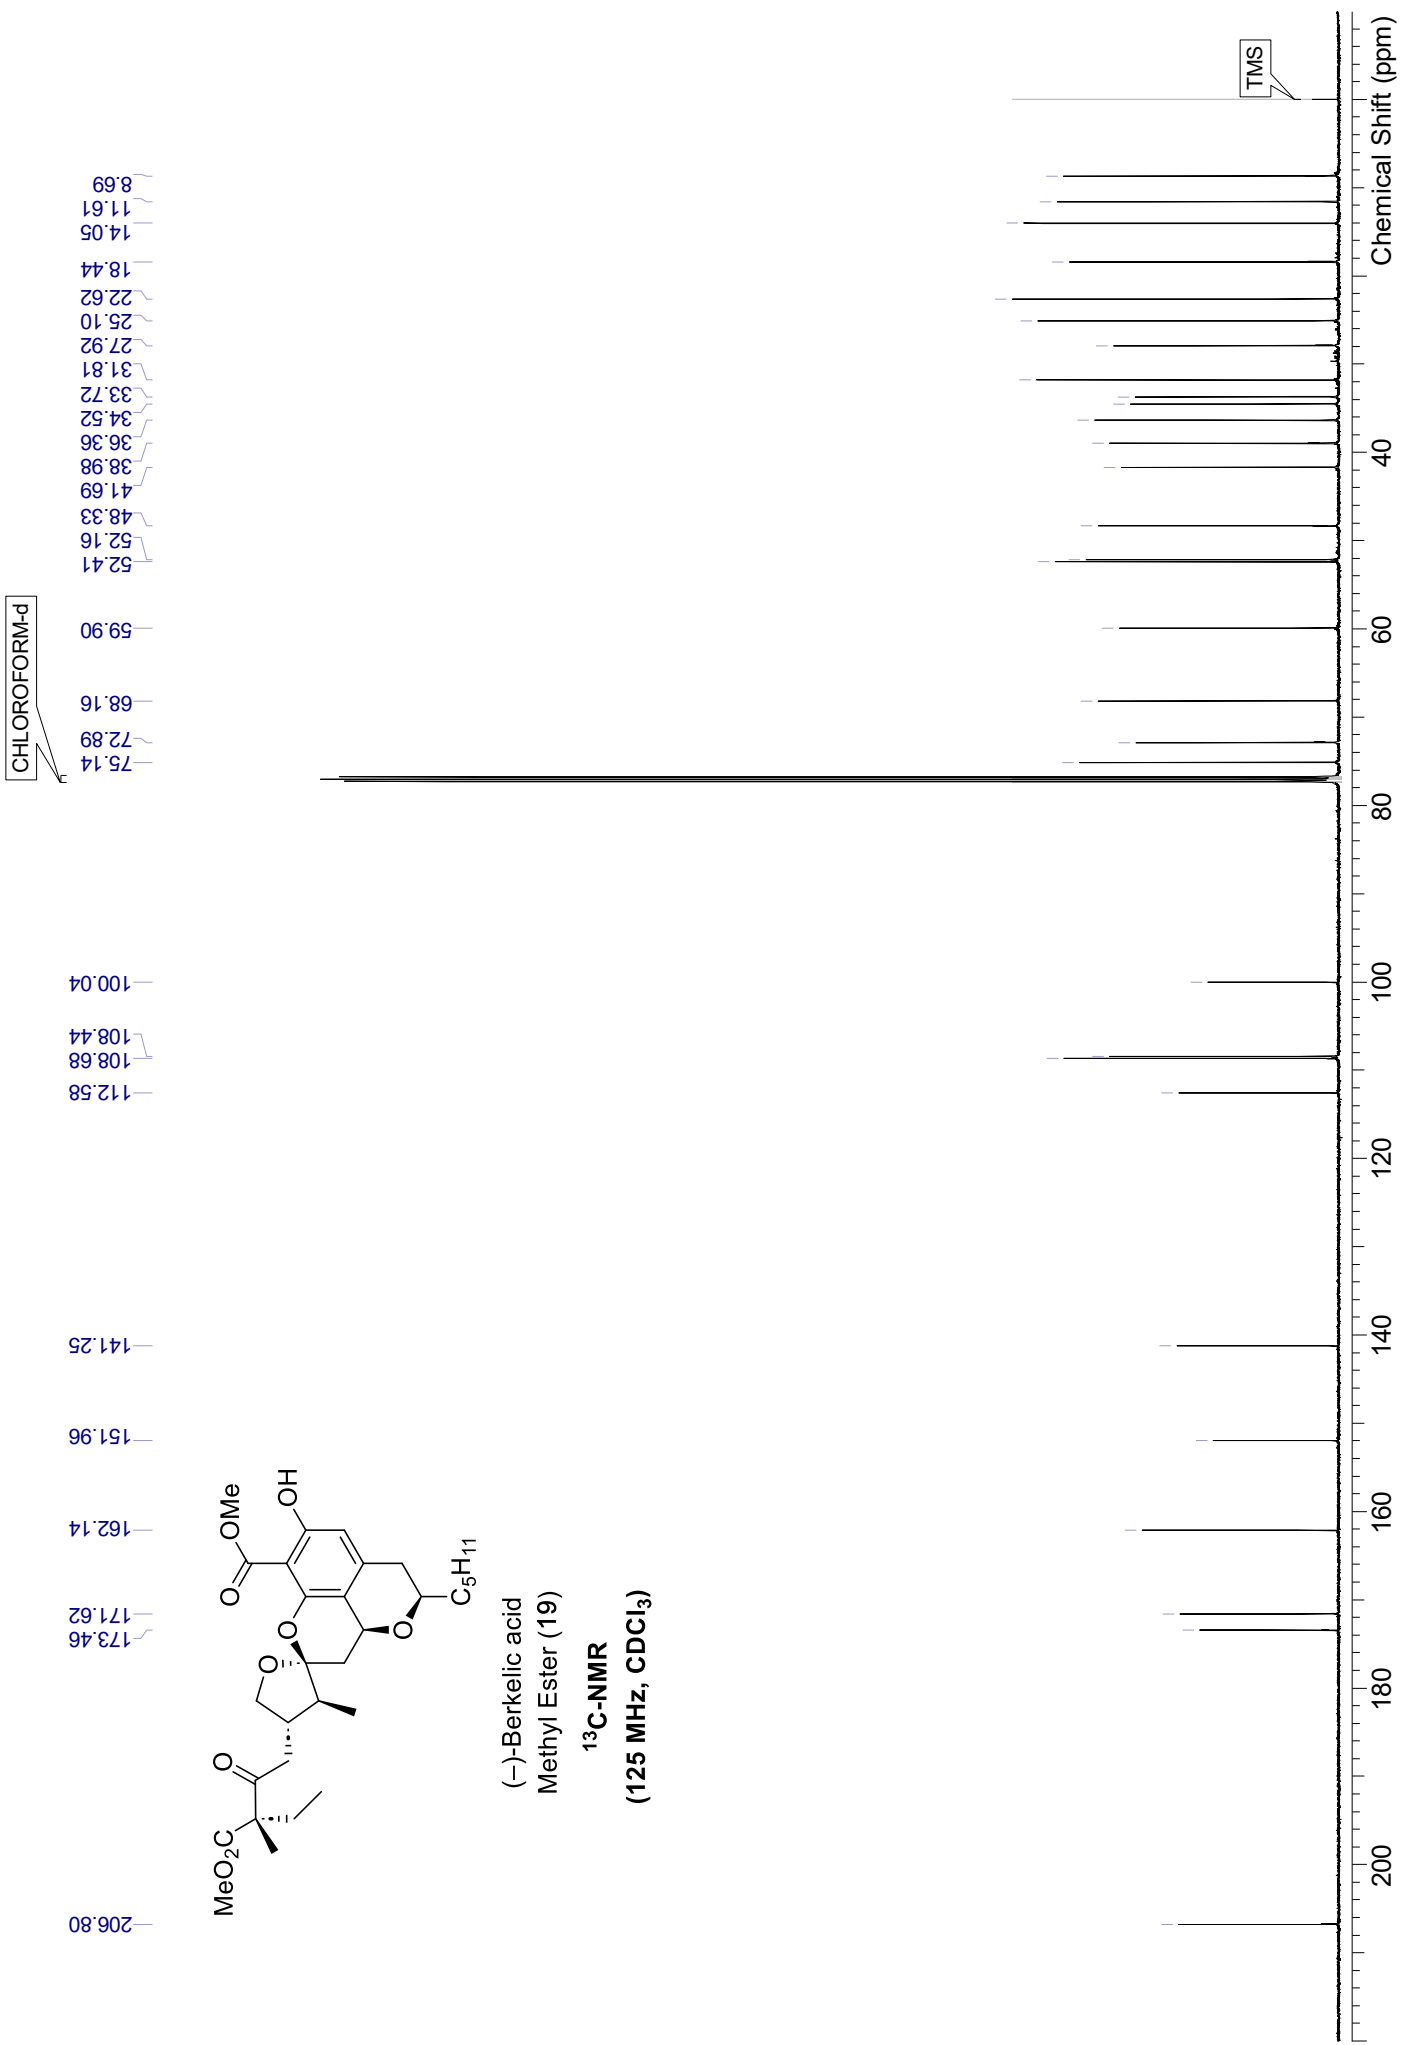 CHLOROFORM-d
TMS
8.69
11.61
14.05
18.44
22.62
25.10
27.92
31.81
33.72
34.52
36.36
38.98
41.69
48.33
52.16
52.41
59.90
68.16
72.89
75.14
100.04
108.44
108.68
112.58
141.25
151.96
162.14
171.62
173.46
206.80
MeO₂C
O
O
O
O
OMe
OH
O
C₅H₁₁
(–)-Berkelic acid
Methyl Ester (19)
¹³C-NMR
(125 MHz, CDCl₃)
200
180
160
140
120
100
80
60
40
Chemical Shift (ppm)